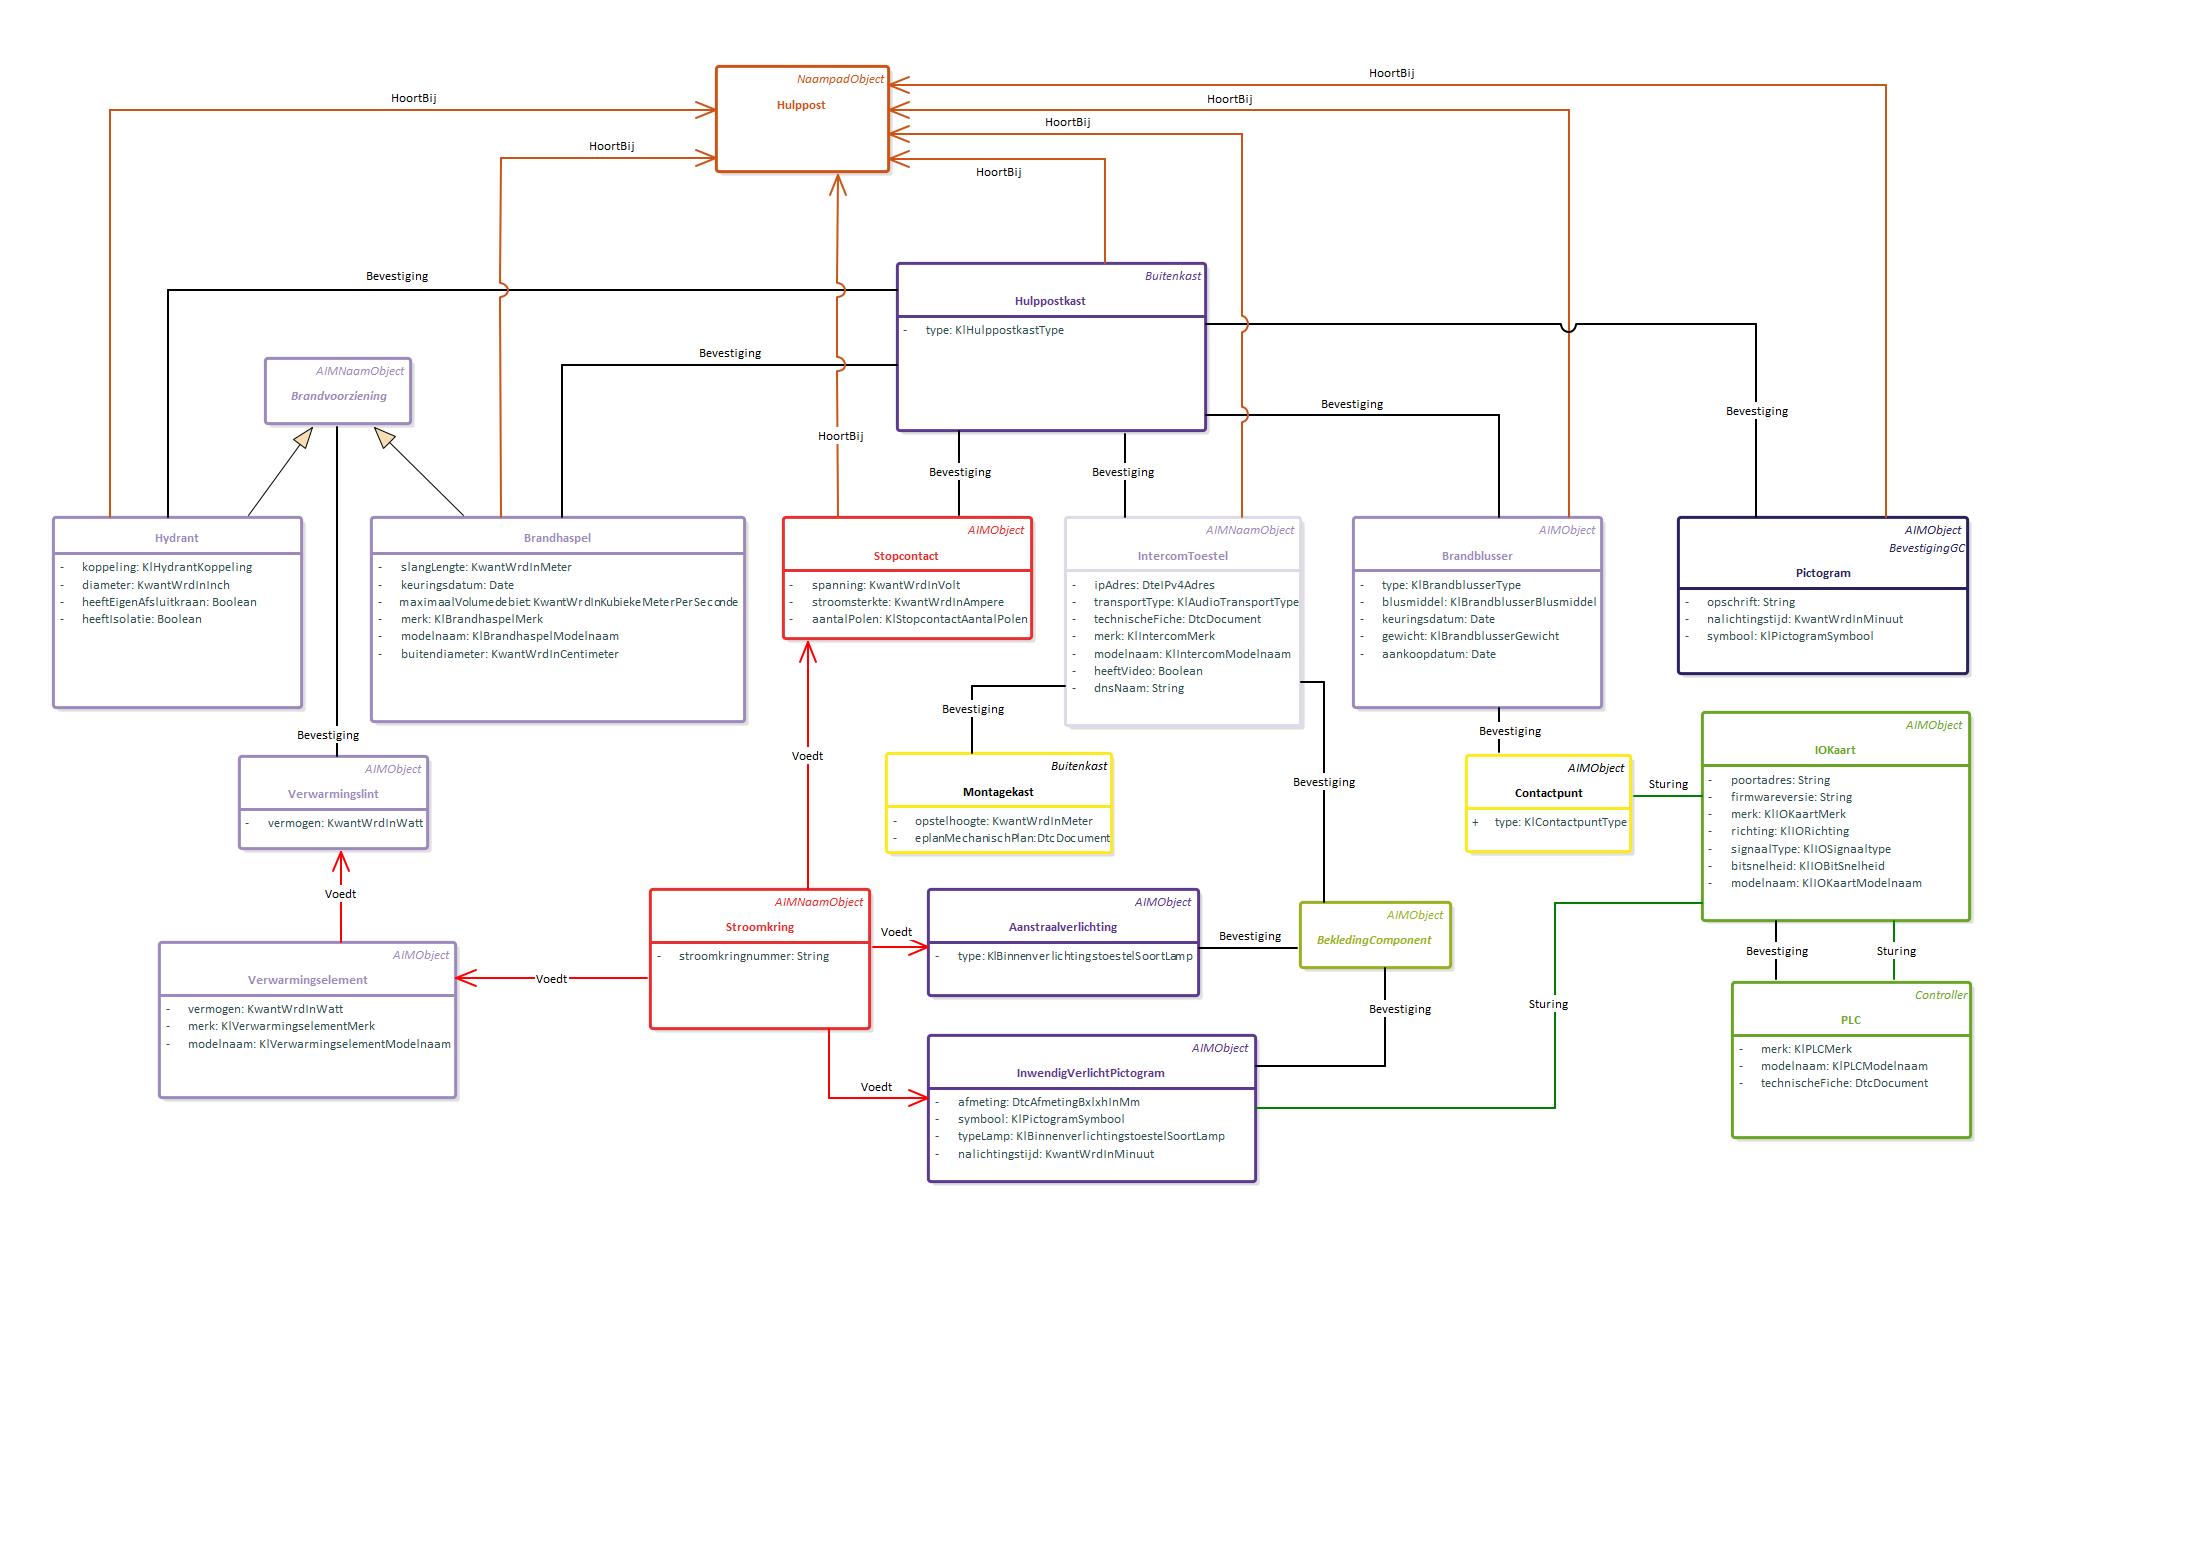 NaampadObject
Hulppost
HoortBij
HoortBij
HoortBij
HoortBij
HoortBij
HoortBij
Bevestiging
Buitenkast
Hulppostkast
- type: KlHulppostkastType
Bevestiging
AIMNaamObject
Brandvoorziening
Bevestiging
Bevestiging
HoortBij
Bevestiging
Bevestiging
Hydrant
- koppeling: KlHydrantKoppeling
- diameter: KwantWrdInInch
- heeftEigenAfsluitkraan: Boolean
- heeftIsolatie: Boolean
Brandhaspel
- slangLengte: KwantWrdInMeter
- keuringsdatum: Date
- maximaalVolumedebiet: KwantWrdInKubiekeMeterPerSeconde
- merk: KlBrandhaspelMerk
- modelnaam: KlBrandhaspelModelnaam
- buitendiameter: KwantWrdInCentimeter
AIMObject
Stopcontact
- spanning: KwantWrdInVolt
- stroomsterkte: KwantWrdInAmpere
- aantalPolen: KlStopcontactAantalPolen
AIMNaamObject
IntercomToestel
- ipAdres: DteIPv4Adres
- transportType: KlAudioTransportType
- technischeFiche: DtcDocument
- merk: KlIntercomMerk
- modelnaam: KlIntercomModelnaam
- heeftVideo: Boolean
- dnsNaam: String
AIMObject
Brandblusser
- type: KlBrandblusserType
- blusmiddel: KlBrandblusserBlusmiddel
- keuringsdatum: Date
- gewicht: KlBrandblusserGewicht
- aankoopdatum: Date
AIMObject
BevestigingGC
Pictogram
- opschrift: String
- nalichtingstijd: KwantWrdInMinuut
- symbool: KlPictogramSymbool
Bevestiging
Bevestiging
Bevestiging
Voedt
Bevestiging
AIMObject
Verwarmingslint
- vermogen: KwantWrdInWatt
Buitenkast
Montagekast
- opstelhoogte: KwantWrdInMeter
- eplanMechanischPlan: DtcDocument
AIMObject
Contactpunt
+ type: KlContactpuntType
Sturing
AIMObject
IOKaart
- poortadres: String
- firmwareversie: String
- merk: KlIOKaartMerk
- richting: KlIORichting
- signaalType: KlIOSignaaltype
- bitsnelheid: KlIOBitSnelheid
- modelnaam: KlIOKaartModelnaam
Voedt
AIMNaamObject
Stroomkring
- stroomkringnummer: String
Voedt
AIMObject
Aanstraalverlichting
- type: KlBinnenverlichtingstoestelSoortLamp
Bevestiging
AIMObject
BekledingComponent
Bevestiging
Sturing
AIMObject
Verwarmingselement
- vermogen: KwantWrdInWatt
- merk: KlVerwarmingselementMerk
- modelnaam: KlVerwarmingselementModelnaam
Voedt
Bevestiging
Sturing
Controller
PLC
- merk: KlPLCMerk
- modelnaam: KlPLCModelnaam
- technischeFiche: DtcDocument
Voedt
AIMObject
InwendigVerlichtPictogram
- afmeting: DtcAfmetingBxlxhInMm
- symbool: KlPictogramSymbool
- typeLamp: KlBinnenverlichtingstoestelSoortLamp
- nalichtingstijd: KwantWrdInMinuut